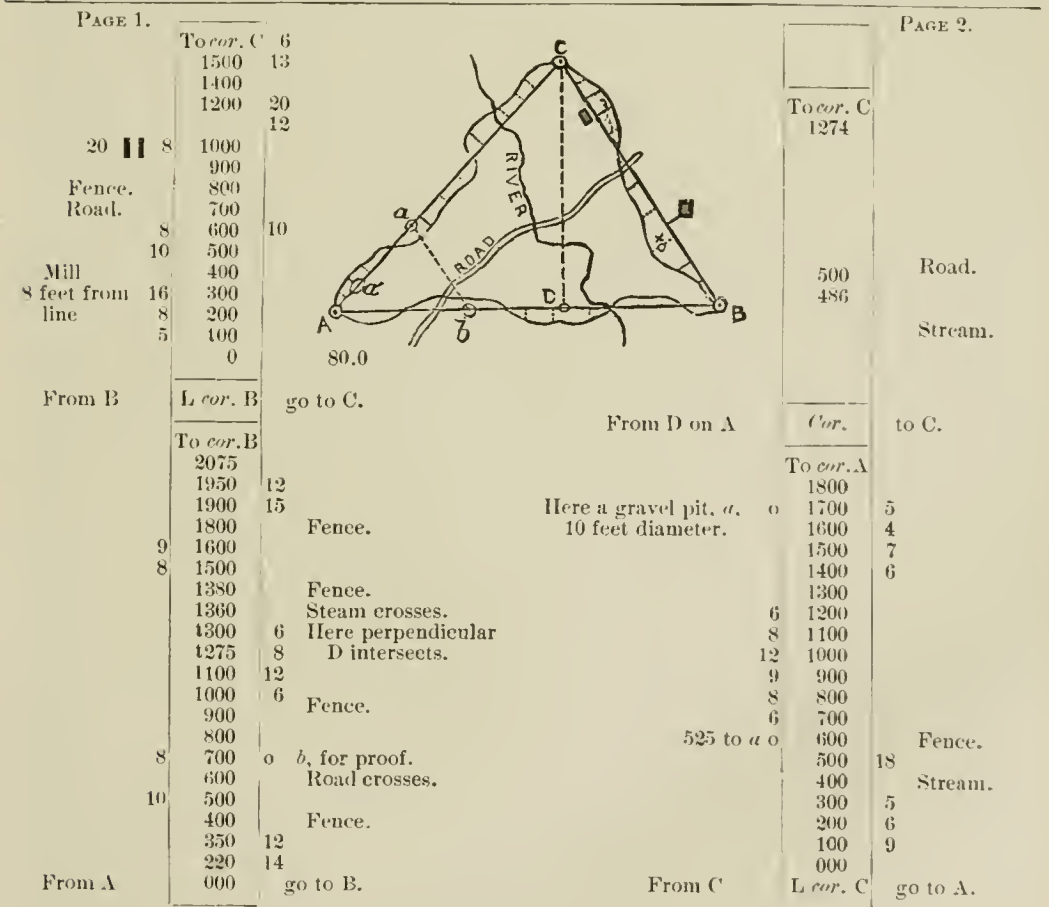 PAGE 1.
To cor. C 6
1500 13
1400
1200 20
12
20 8 1000
900
Fence. 800
Road. 700
8 600 10
10 500
Mill 400
8 feet from 16 300
line 8 200
5 100
0 80.0
From B L cor. B go to C.
To cor. B
2075
1950 12
1900 15
1800 Fence.
9 1600
8 1500
1380 Fence.
1360 Steam crosses.
1300 6 Here perpendicular
1275 8 D intersects.
1100 12
1000 6
Fence.
900
800
8 700 o b, for proof.
600 Road crosses.
10 500
400 Fence.
350 12
220 14
From A 000 go to B.
C
RIVER
ROAD
a
a
A
b
D
B
PAGE 2.
To cor. C
1274
500 Road.
486
Stream.
From D on A Cor. to C.
To cor. A
1800
Here a gravel pit, a, o 1700 5
10 feet diameter. 1600 4
1500 7
1400 6
1300
6 1200
8 1100
12 1000
9 900
8 800
6 700
525 to a o 600 Fence.
500 18
400 Stream.
300 5
200 6
100 9
000
From C L cor. C go to A.